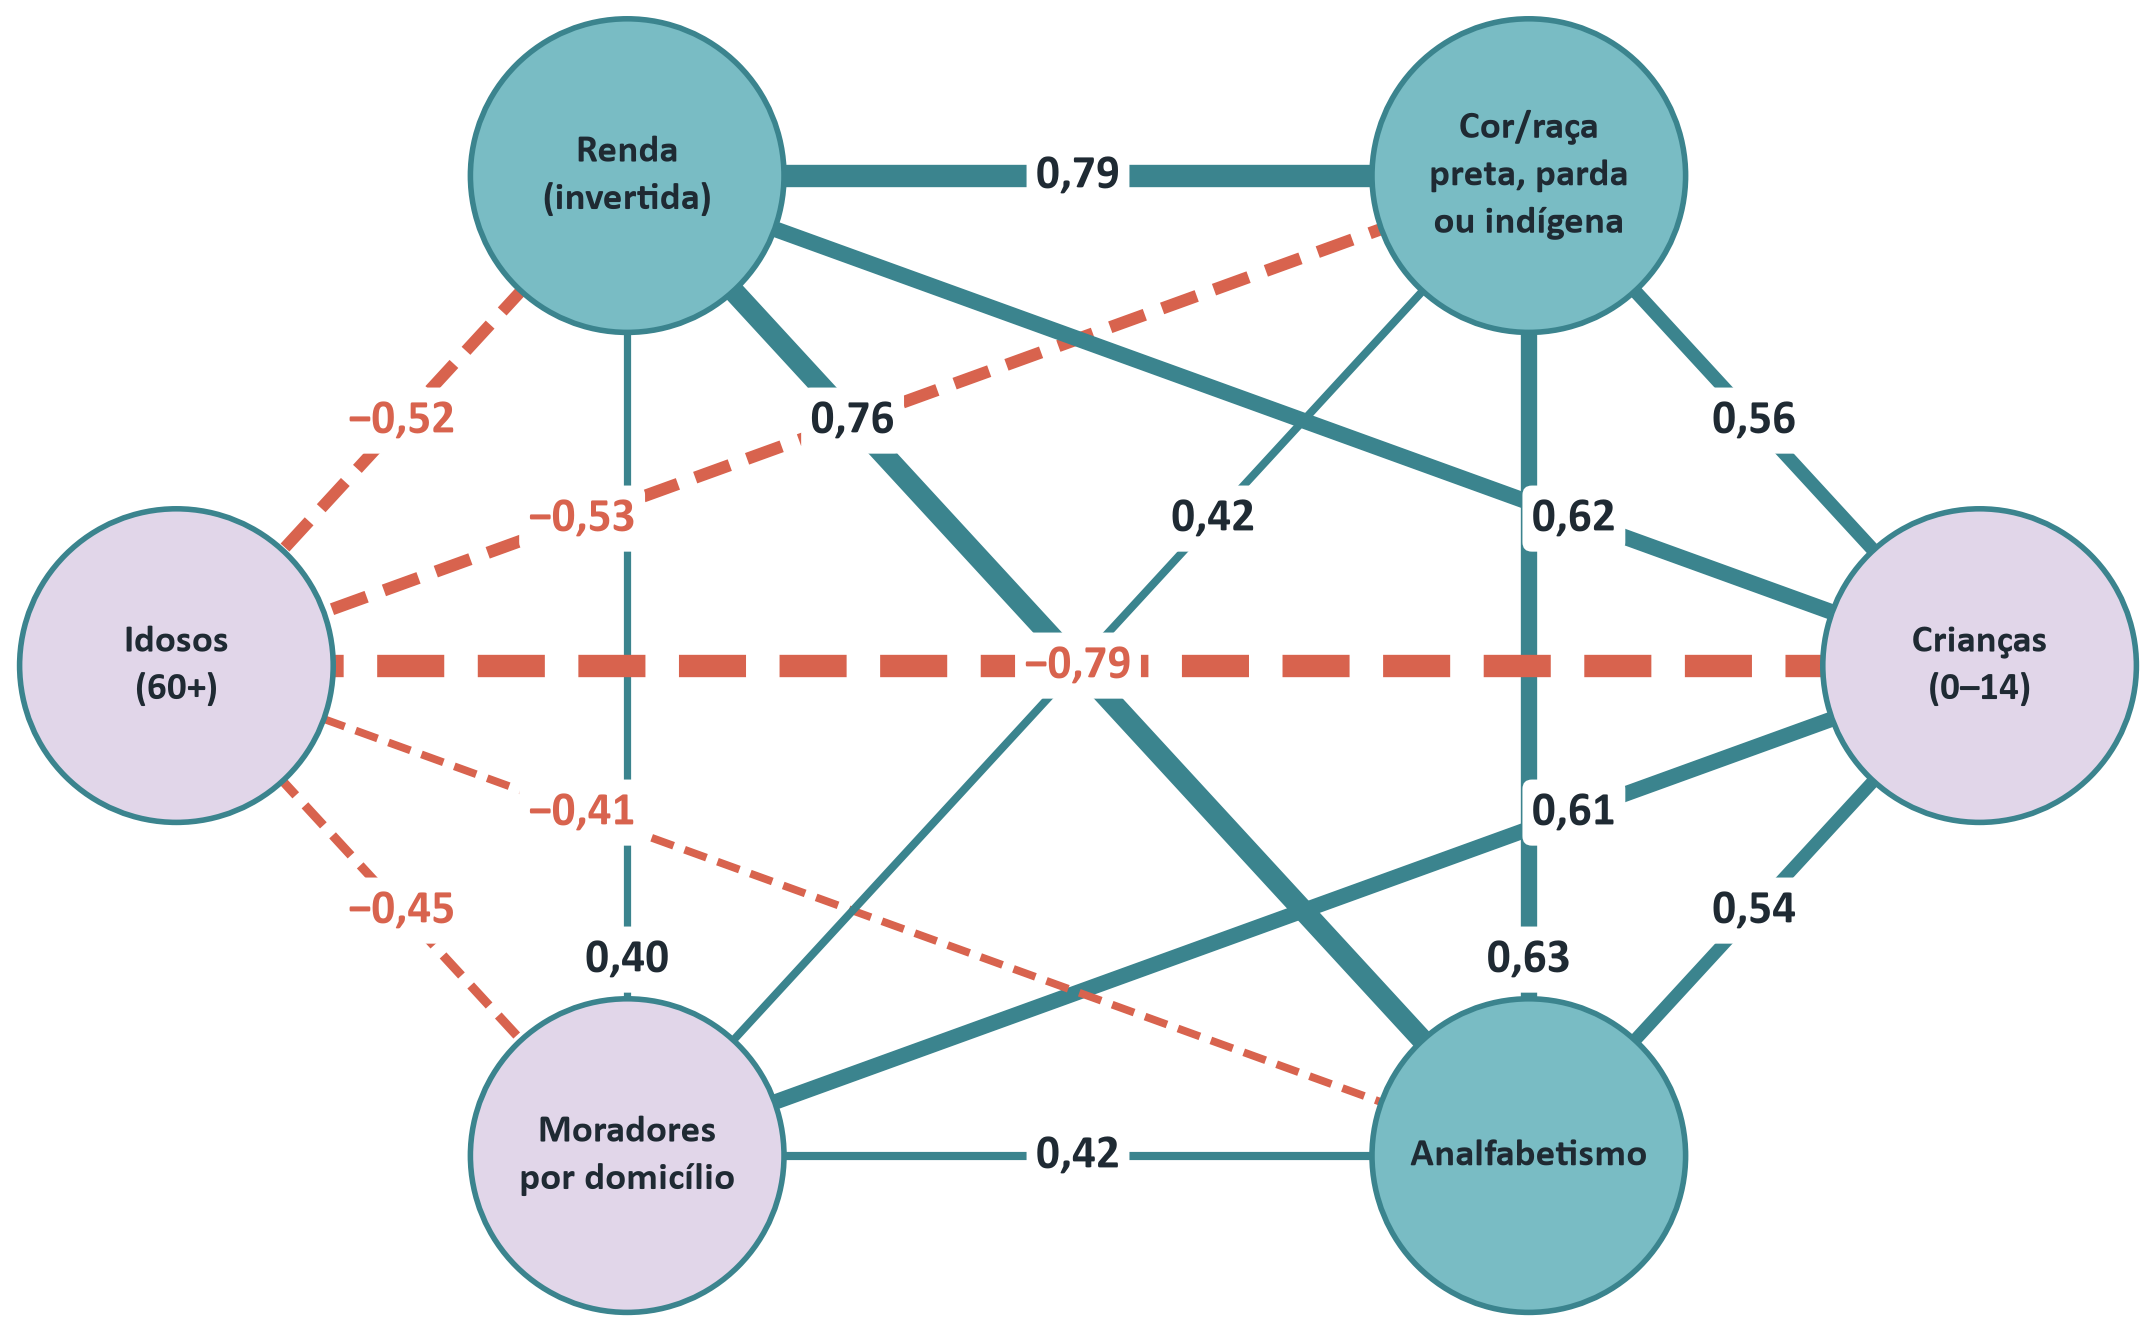 Renda
(invertida)
Cor/raça
preta, parda
ou indígena
0,79
−0,52
0,76
0,56
−0,53
0,42
0,62
Idosos
(60+)
−0,79
Crianças
(0–14)
−0,41
0,61
−0,45
0,54
0,40
0,63
Moradores
por domicílio
0,42
Analfabetismo